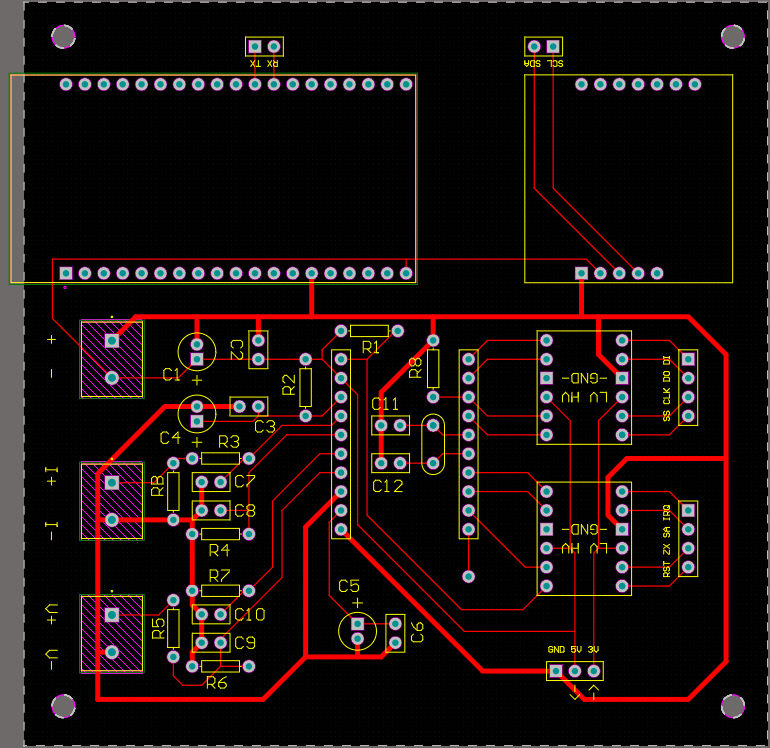 TX RX
SDA SCL
+
-
C1
+
C2
R2
R1
R8
-GND-
LV HV
DI
DO
CLK
SS
C4
+
C3
C11
C12
R3
I+
I-
RB
C7
C8
R4
-GND-
LV HV
IRQ
SA
ZX
RST
R7
V+
V-
R5
C10
C9
R6
C5
+
C6
GND 5V 3V